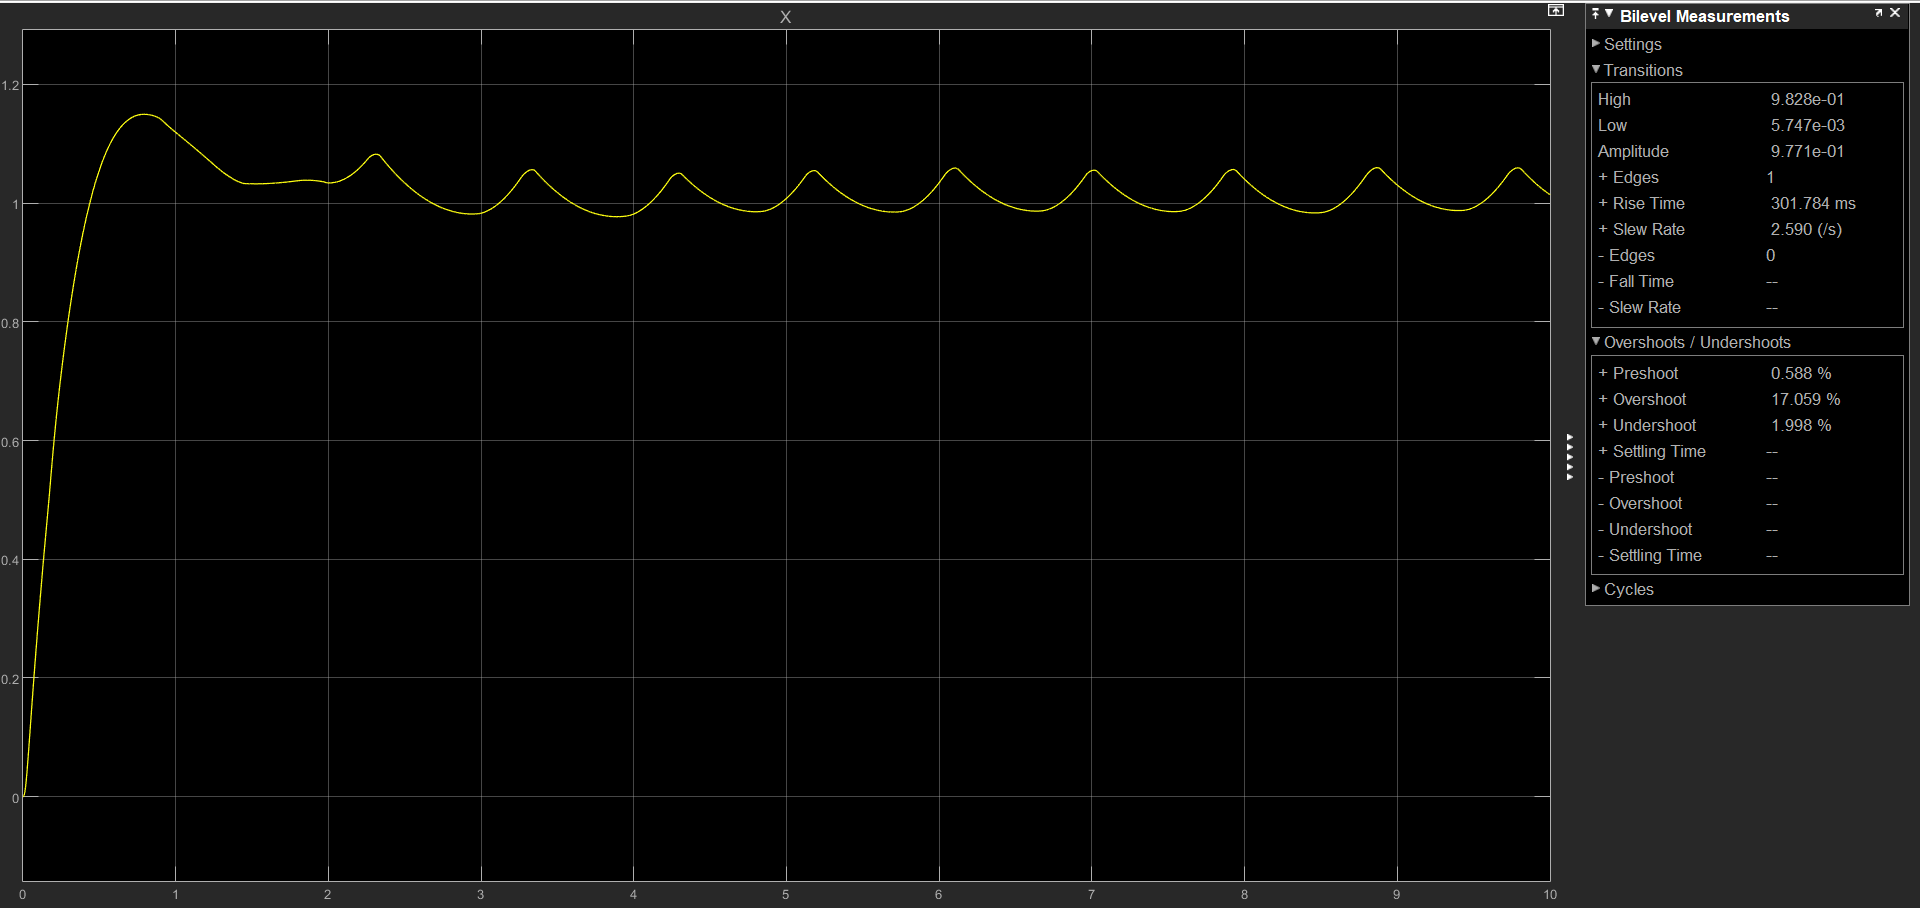 X
1.2
1
0.8
0.6
0.4
0.2
0
0 1 2 3 4 5 6 7 8 9 10
Bilevel Measurements
Settings
Transitions
High 9.828e-01
Low 5.747e-03
Amplitude 9.771e-01
+ Edges 1
+ Rise Time 301.784 ms
+ Slew Rate 2.590 (/s)
- Edges 0
- Fall Time --
- Slew Rate --
Overshoots / Undershoots
+ Preshoot 0.588 %
+ Overshoot 17.059 %
+ Undershoot 1.998 %
+ Settling Time --
- Preshoot --
- Overshoot --
- Undershoot --
- Settling Time --
Cycles